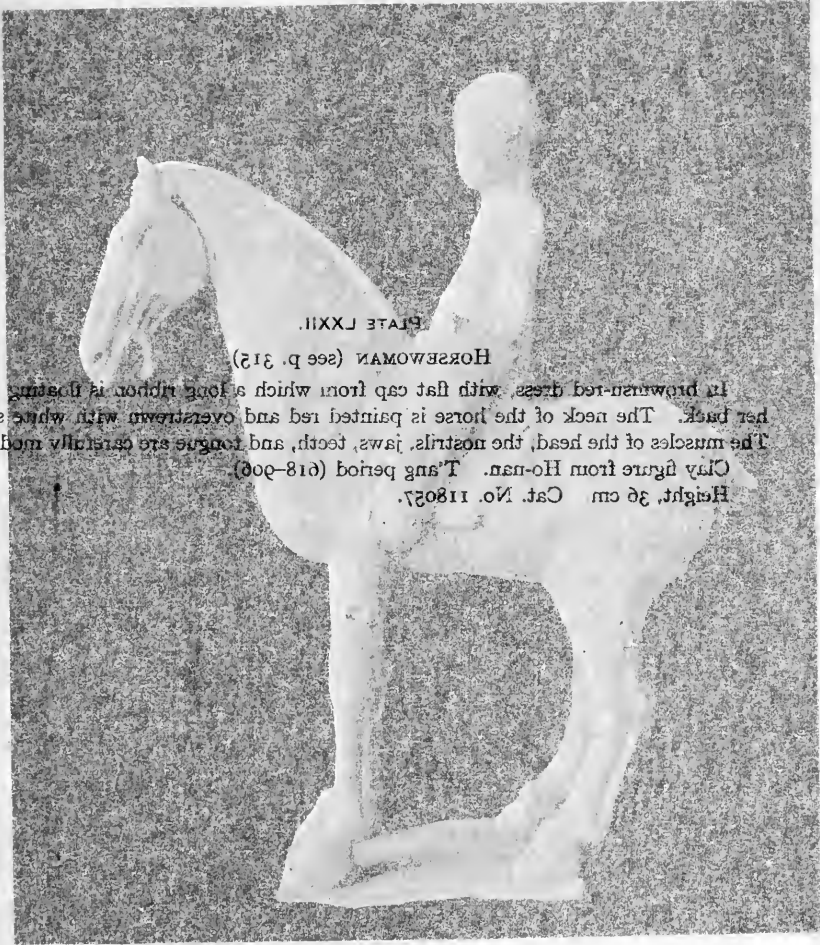 PLATE LXXII.
HORSEWOMAN (see p. 315)
In brownish-red dress, with flat cap from which a long ribbon is floating
her back. The neck of the horse is painted red and overstrewn with white
The muscles of the head, the nostrils, jaws, teeth, and tongue are carefully
Clay figure from Ho-nan. T'ang period (618–906).
Height, 36 cm Cat. No. 118057.